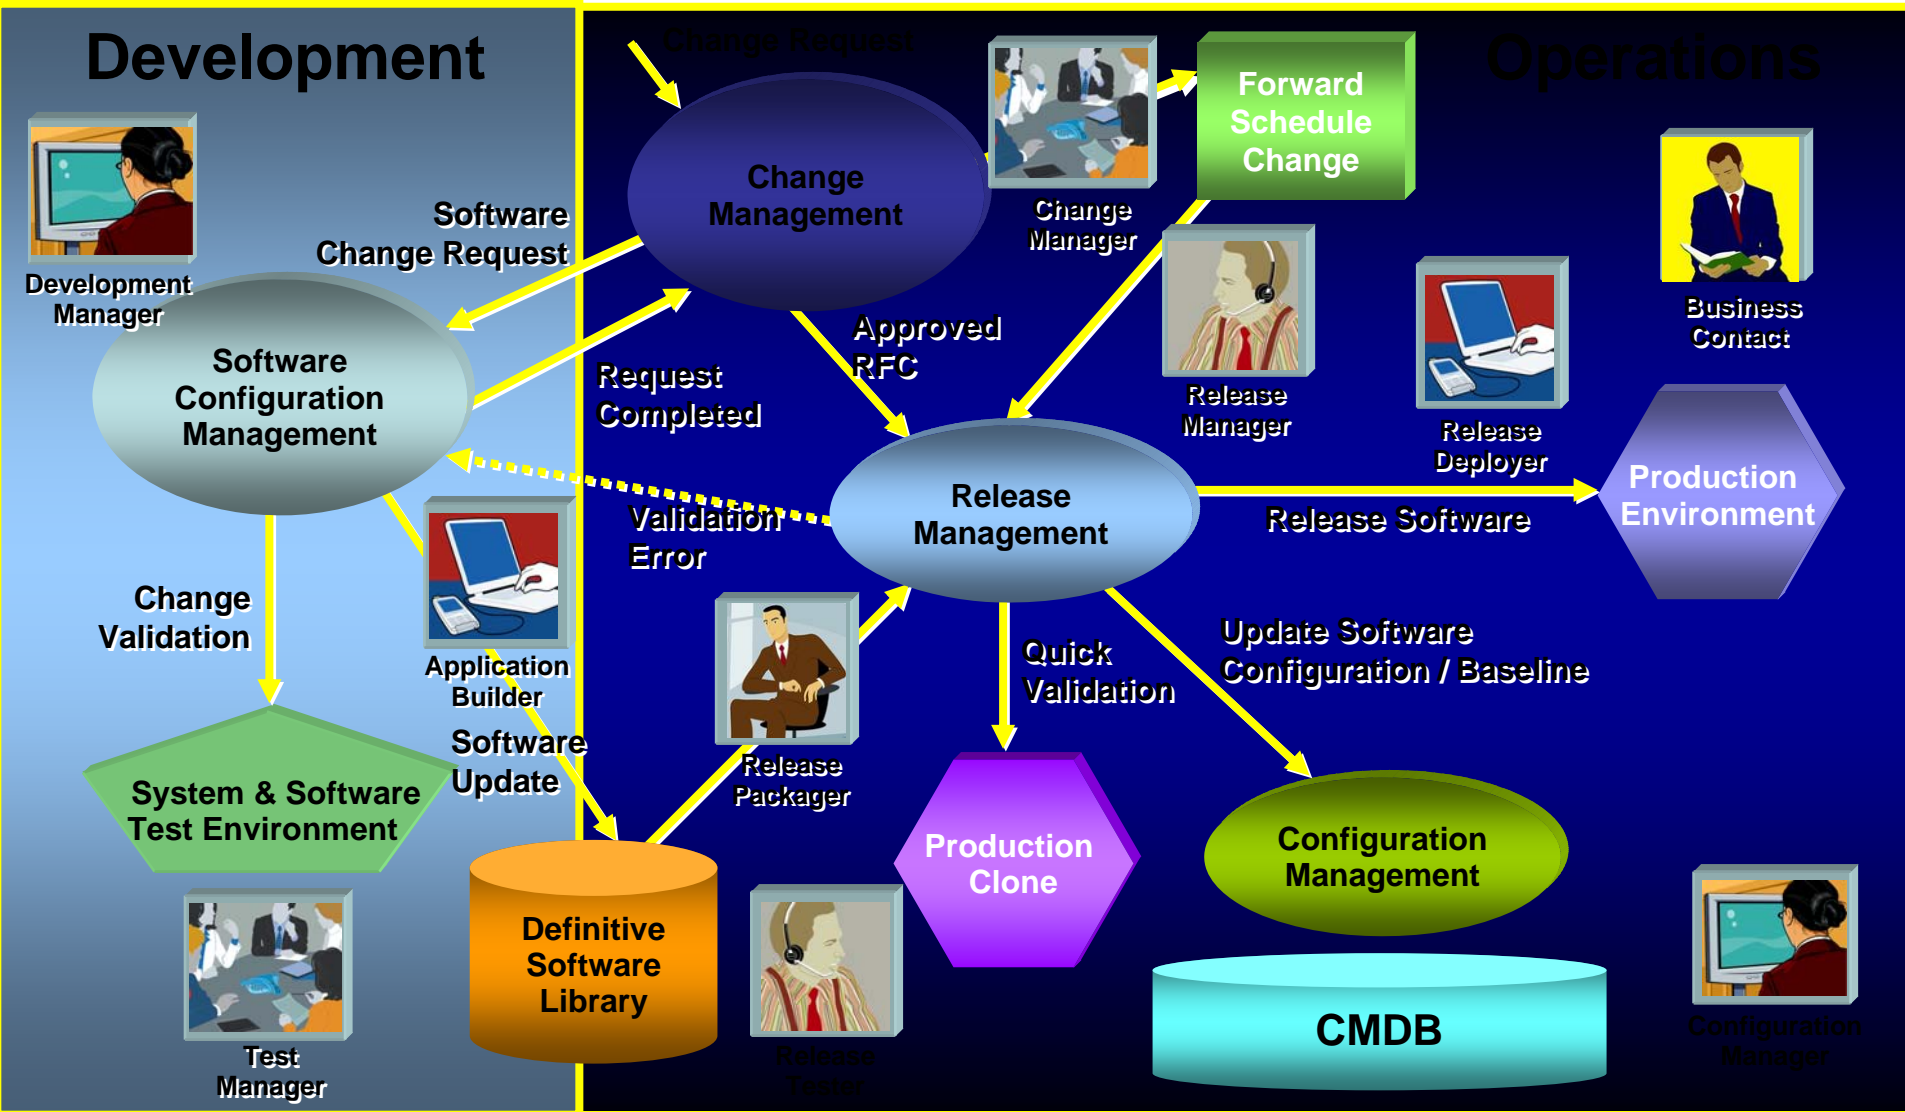 Development
Change Request
Operations
Forward
Schedule
Change
Change
Management
Software
Change Request
Change
Manager
Development
Manager
Business
Contact
Approved
RFC
Software
Configuration
Management
Request
Completed
Release
Manager
Release
Deployer
Production
Environment
Release
Management
Validation
Error
Release Software
Change
Validation
Application
Builder
Quick
Validation
Update Software
Configuration / Baseline
Software
Update
Release
Packager
System & Software
Test Environment
Production
Clone
Configuration
Management
Definitive
Software
Library
CMDB
Test
Manager
Release
Tester
Configuration
Manager